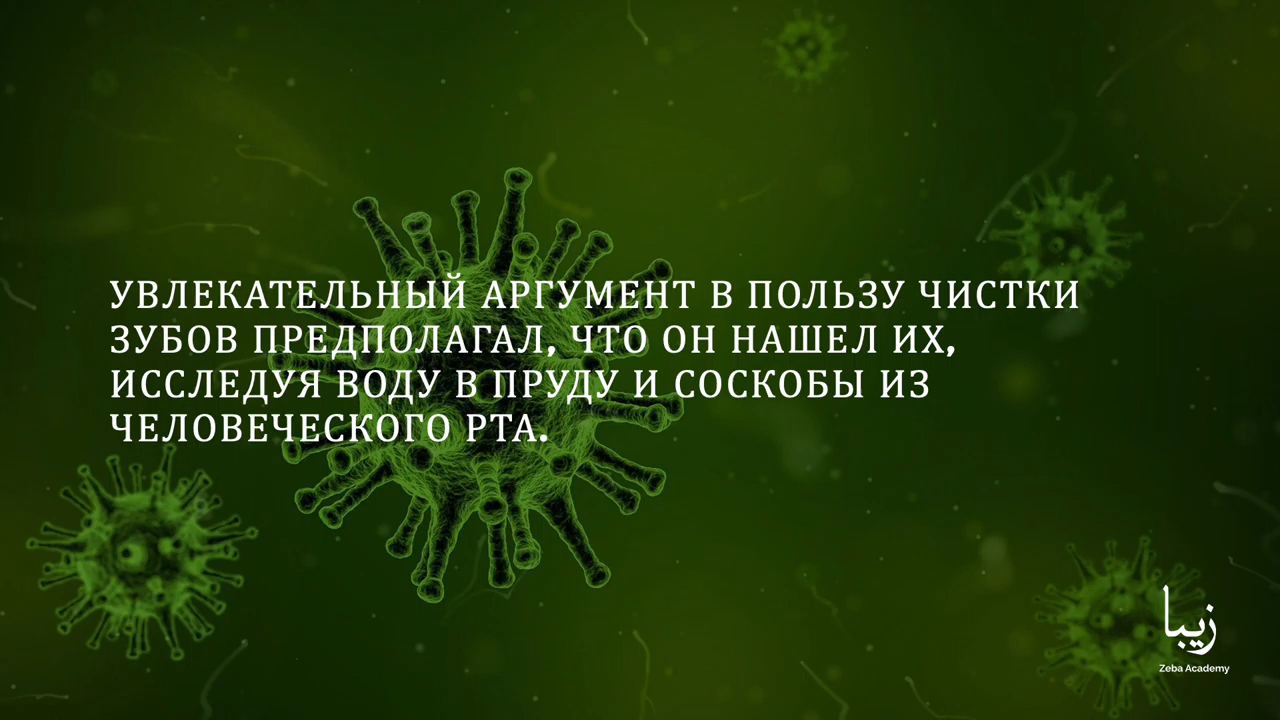 УВЛЕКАТЕЛЬНЫЙ АРГУМЕНТ В ПОЛЬЗУ ЧИСТКИ
ЗУБОВ ПРЕДПОЛАГАЛ, ЧТО ОН НАШЕЛ ИХ,
ИССЛЕДУЯ ВОДУ В ПРУДУ И СОСКОБЫ ИЗ
ЧЕЛОВЕЧЕСКОГО РТА.
زیبا
Zeba Academy